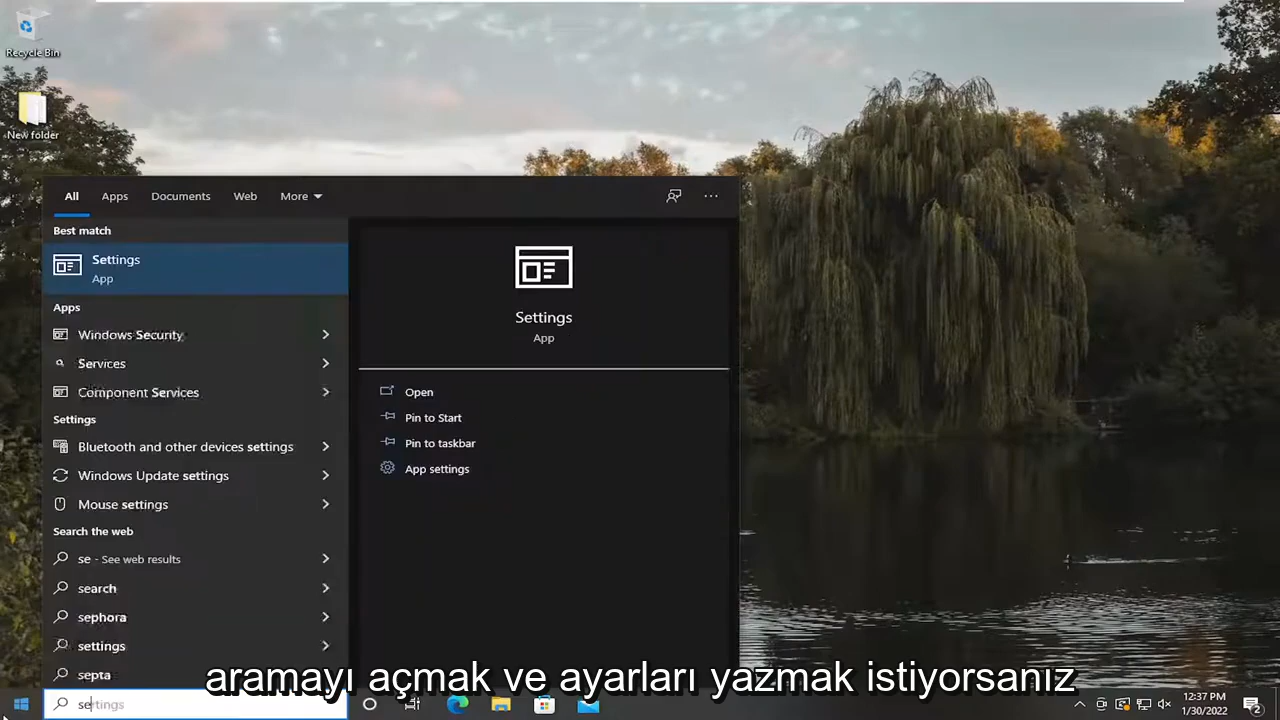 Recycle Bin
New folder
All Apps Documents Web More
Best match
Settings
App
Apps
Windows Security
Services
Component Services
Settings
Bluetooth and other devices settings
Windows Update settings
Mouse settings
Search the web
se - See web results
search
sephora
settings
septa
Settings
App
Open
Pin to Start
Pin to taskbar
App settings
aramayı açmak ve ayarları yazmak istiyorsanız
settings
12:37 PM
1/30/2022
2